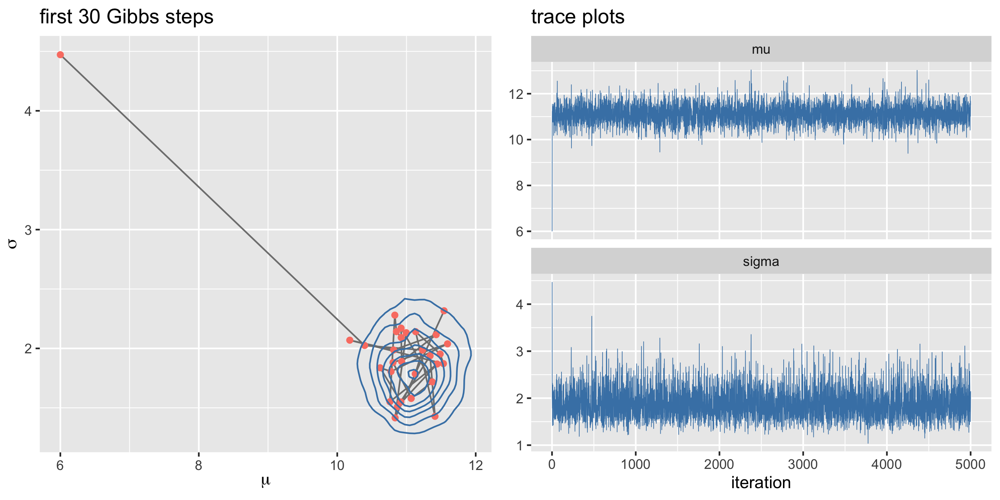 first 30 Gibbs steps
4
3
2
σ
6 8 10 12
μ
trace plots
mu
12
10
8
6
sigma
4
3
2
1
0 1000 2000 3000 4000 5000
iteration